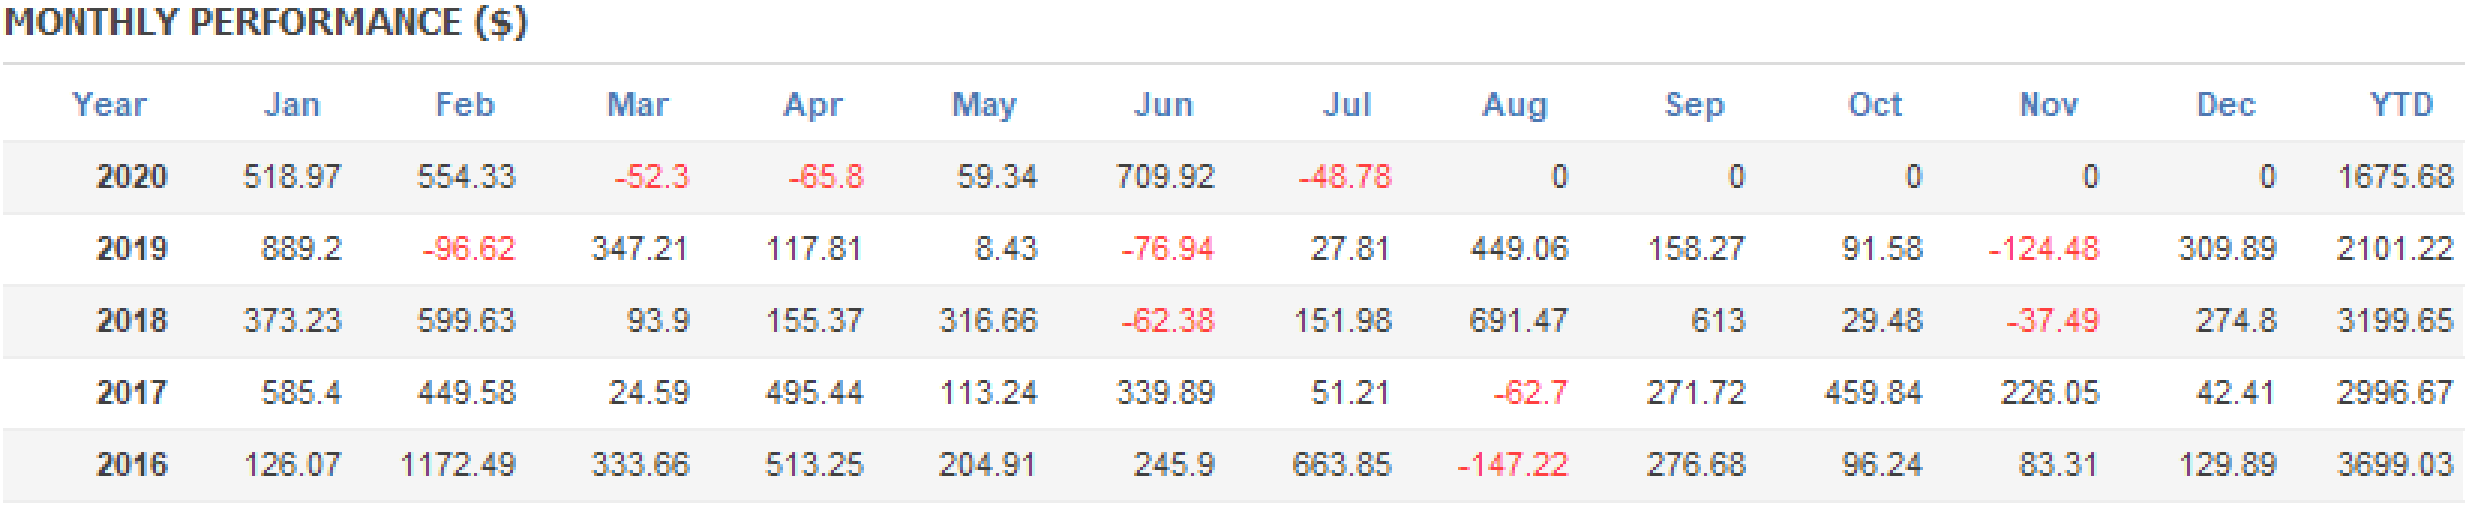 MONTHLY PERFORMANCE ($)
Year Jan Feb Mar Apr May Jun Jul Aug Sep Oct Nov Dec YTD
2020 518.97 554.33 -52.3 -65.8 59.34 709.92 -48.78 0 0 0 0 0 1675.68
2019 889.2 -96.62 347.21 117.81 8.43 -76.94 27.81 449.06 158.27 91.58 -124.48 309.89 2101.22
2018 373.23 599.63 93.9 155.37 316.66 -62.38 151.98 691.47 613 29.48 -37.49 274.8 3199.65
2017 585.4 449.58 24.59 495.44 113.24 339.89 51.21 -62.7 271.72 459.84 226.05 42.41 2996.67
2016 126.07 1172.49 333.66 513.25 204.91 245.9 663.85 -147.22 276.68 96.24 83.31 129.89 3699.03